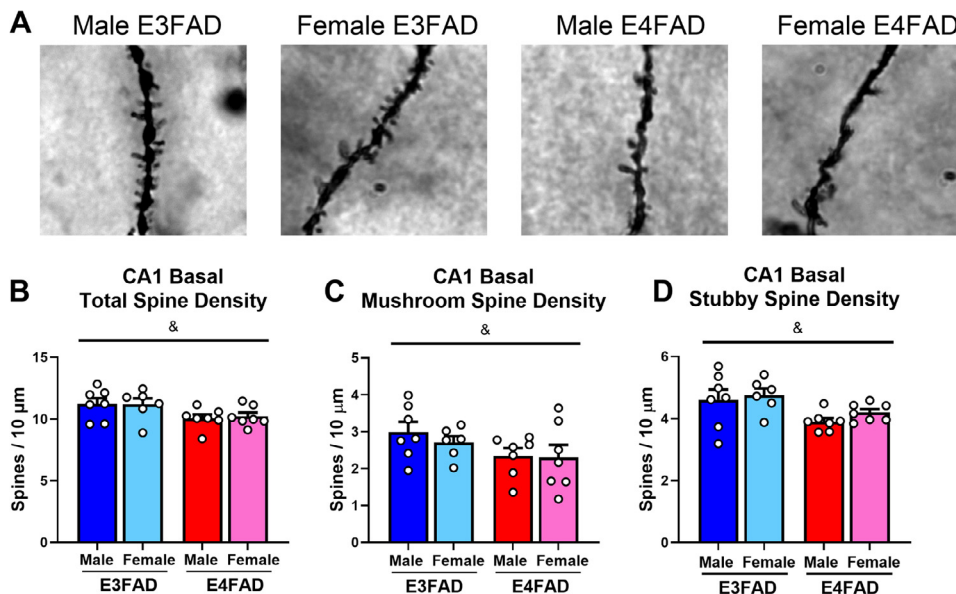 A
Male E3FAD
Female E3FAD
Male E4FAD
Female E4FAD
B
CA1 Basal
Total Spine Density
&
Spines / 10 μm
15
10
5
0
Male Female Male Female
E3FAD E4FAD
C
CA1 Basal
Mushroom Spine Density
&
Spines / 10 μm
5
4
3
2
1
0
Male Female Male Female
E3FAD E4FAD
D
CA1 Basal
Stubby Spine Density
&
Spines / 10 μm
6
4
2
0
Male Female Male Female
E3FAD E4FAD